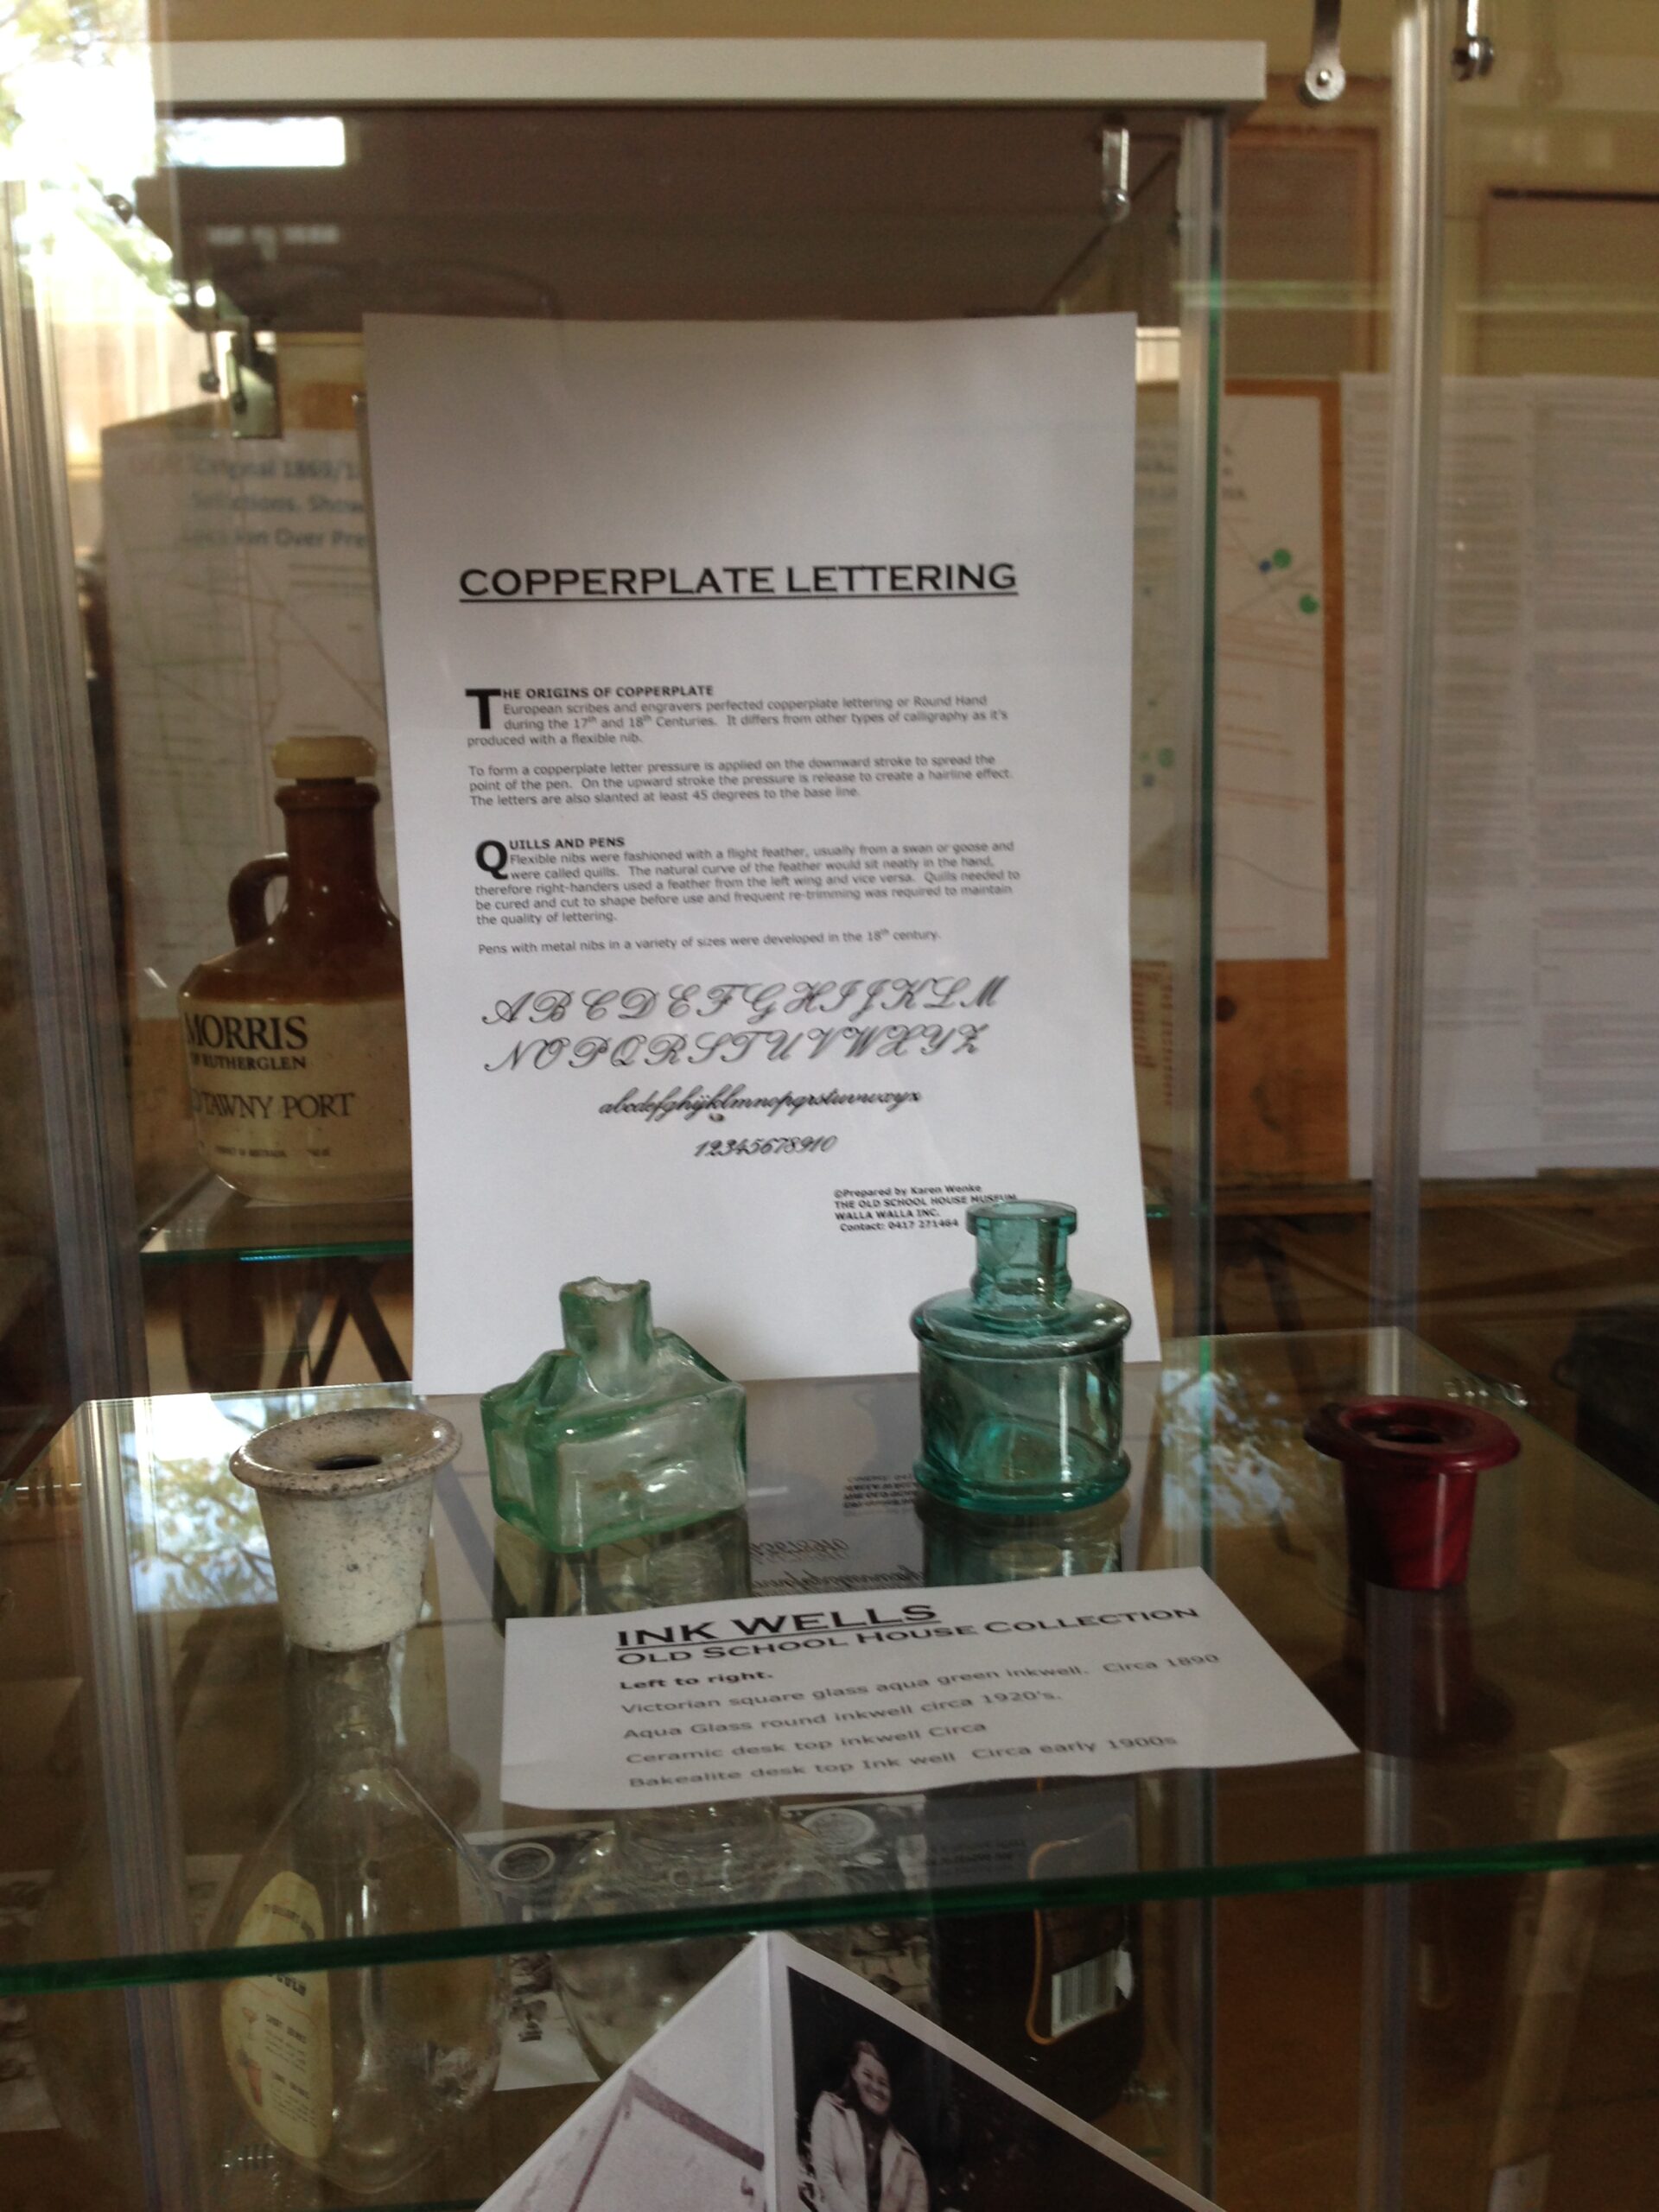 Original
Selections. Show
Over Pre
COPPERPLATE LETTERING
THE ORIGINS OF COPPERPLATE
European scribes and engravers perfected copperplate lettering or Round Hand
during the 17th and 18th Centuries. It differs from other types of calligraphy as it's
produced with a flexible nib.
To form a copperplate letter pressure is applied on the downward stroke to spread the
point of the pen. On the upward stroke the pressure is release to create a hairline effect.
The letters are also slanted at least 45 degrees to the base line.
QUILLS AND PENS
Flexible nibs were fashioned with a flight feather, usually from a swan or goose and
were called quills. The natural curve of the feather would sit neatly in the hand,
therefore right-handers used a feather from the left wing and vice versa. Quills needed to
be cured and cut to shape before use and frequent re-trimming was required to maintain
the quality of lettering.
Pens with metal nibs in a variety of sizes were developed in the 18th century.
A B C D E F G H I J K L M
N O P Q R S T U V W X Y Z
abcdefghijklmnopqrstuvwxyx
12345678910
©Prepared by Karen Wenke
THE OLD SCHOOL HOUSE MUSEUM
WALLA WALLA INC.
Contact: 0417 271464
MORRIS
OF RUTHERGLEN
TAWNY PORT
INK WELLS
OLD SCHOOL HOUSE COLLECTION
Left to right.
Victorian square glass aqua green inkwell. Circa 1890
Aqua Glass round inkwell circa 1920's.
Ceramic desk top inkwell Circa
Bakealite desk top Ink well Circa early 1900s